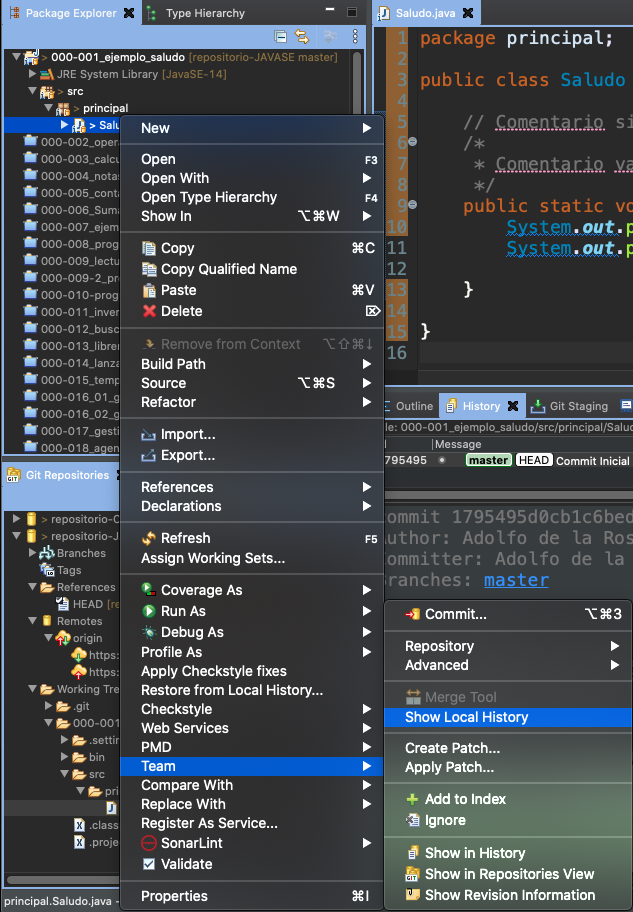 Package Explorer
Type Hierarchy
> 000-001_ejemplo_saludo [repositorio-JAVASE master]
JRE System Library [JavaSE-14]
> src
> principal
> Salu
000-002_oper
000-003_calcu
000-004_notas
000-005_conta
000-006_Suma
000-007_ejem
000-008_prog
000-009_lectu
000-009-2_pr
000-010-prog
000-011_inver
000-012_busc
000-013_librer
000-014_lanza
000-015_temp
000-016_01_g
000-016_02_g
000-017_gesti
000-018_agen
Git Repositories
> repositorio-C
> repositorio-J
Branches
Tags
References
HEAD [re
Remotes
origin
https:
https:
Working Tre
.git
000-001
.settin
bin
src
pri
.class
.proje
principal.Saludo.java -
New
Open F3
Open With
Open Type Hierarchy F4
Show In ⌥⌘W
Copy ⌘C
Copy Qualified Name
Paste ⌘V
Delete ⌦
Remove from Context ⌥⇧⌘↓
Build Path
Source ⌥⌘S
Refactor
Import...
Export...
References
Declarations
Refresh F5
Assign Working Sets...
Coverage As
Run As
Debug As
Profile As
Apply Checkstyle fixes
Restore from Local History...
Checkstyle
Web Services
PMD
Team
Compare With
Replace With
Register As Service...
SonarLint
Validate
Properties ⌘I
Saludo.java
1 package principal;
2
3 public class Saludo
4
5 // Comentario si
6 /*
7 * Comentario va
8 */
9 public static vo
10 System.out.p
11 System.out.p
12
13 }
14
15 }
16
Outline
History
Git Staging
le: 000-001_ejemplo_saludo/src/principal/Saludo
Message
795495 master HEAD Commit Inicial
ommit 1795495d0cb1c6bed
Author: Adolfo de la Ros
ommitter: Adolfo de la
ranches: master
Commit... ⌥⌘3
Repository
Advanced
Merge Tool
Show Local History
Create Patch...
Apply Patch...
Add to Index
Ignore
Show in History
Show in Repositories View
Show Revision Information